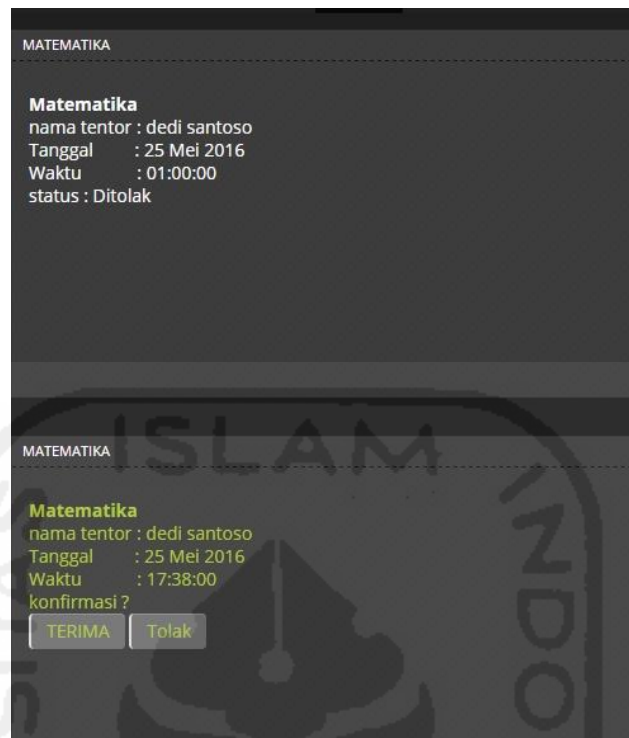 MATEMATIKA
Matematika
nama tentor : dedi santoso
Tanggal : 25 Mei 2016
Waktu : 01:00:00
status : Ditolak
ISLAM INDO
MATEMATIKA
Matematika
nama tentor : dedi santoso
Tanggal : 25 Mei 2016
Waktu : 17:38:00
konfirmasi ?
TERIMA Tolak